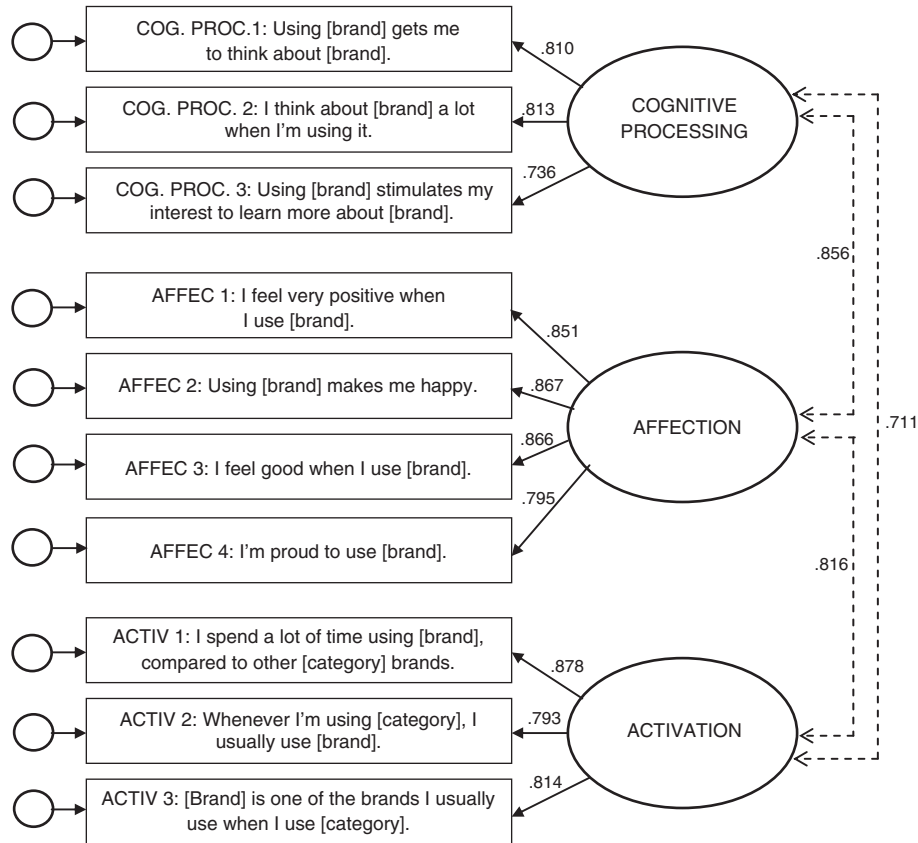 COG. PROC.1: Using [brand] gets me
to think about [brand].
.810
COG. PROC. 2: I think about [brand] a lot
when I'm using it.
.813
COGNITIVE
PROCESSING
COG. PROC. 3: Using [brand] stimulates my
interest to learn more about [brand].
.736
.856
AFFEC 1: I feel very positive when
I use [brand].
.851
AFFEC 2: Using [brand] makes me happy.
.867
AFFECTION
.711
AFFEC 3: I feel good when I use [brand].
.866
AFFEC 4: I'm proud to use [brand].
.795
.816
ACTIV 1: I spend a lot of time using [brand],
compared to other [category] brands.
.878
ACTIV 2: Whenever I'm using [category], I
usually use [brand].
.793
ACTIVATION
ACTIV 3: [Brand] is one of the brands I usually
use when I use [category].
.814